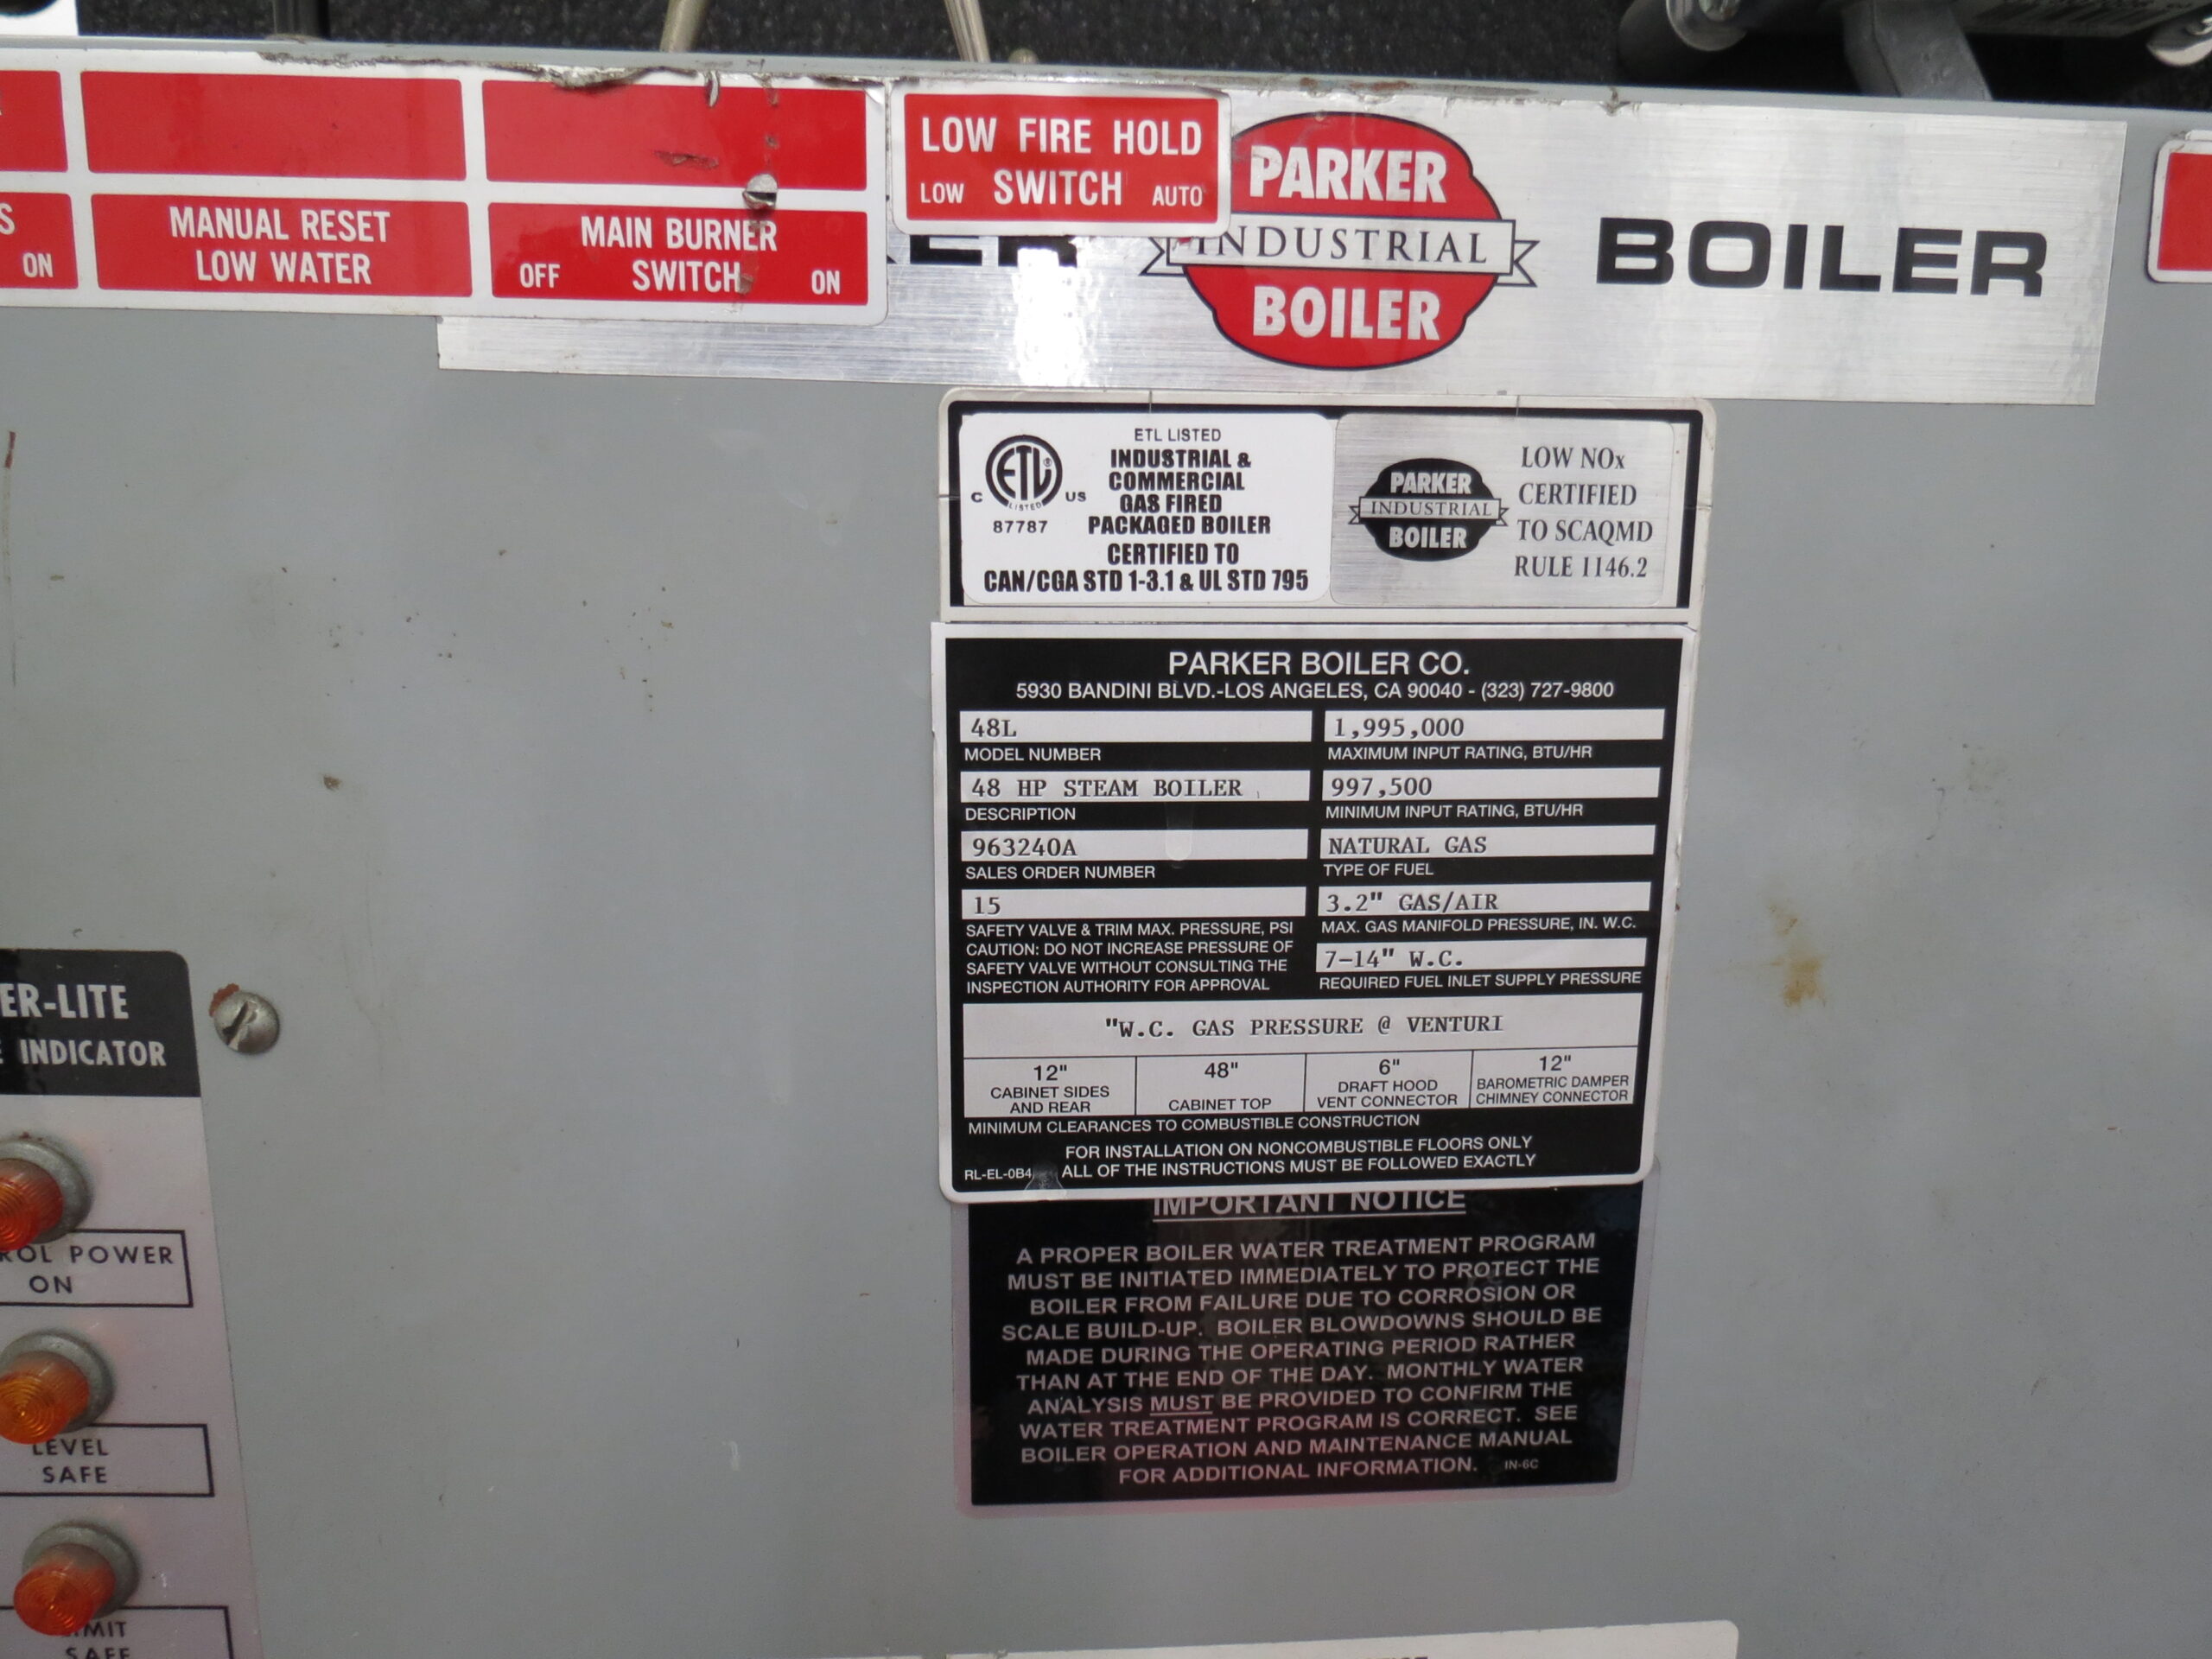 LOW FIRE HOLD
LOW SWITCH AUTO
S
ON
MANUAL RESET
LOW WATER
MAIN BURNER
OFF SWITCH ON
PARKER
INDUSTRIAL
BOILER
BOILER
ETL LISTED
INDUSTRIAL &
COMMERCIAL
GAS FIRED
PACKAGED BOILER
CERTIFIED TO
CAN/CGA STD 1-3.1 & UL STD 795
C ETL ® US
LISTED
87787
PARKER
INDUSTRIAL
BOILER
LOW NOx
CERTIFIED
TO SCAQMD
RULE 1146.2
PARKER BOILER CO.
5930 BANDINI BLVD.-LOS ANGELES, CA 90040 - (323) 727-9800
48L
MODEL NUMBER
48 HP STEAM BOILER
DESCRIPTION
963240A
SALES ORDER NUMBER
15
SAFETY VALVE & TRIM MAX. PRESSURE, PSI
CAUTION: DO NOT INCREASE PRESSURE OF
SAFETY VALVE WITHOUT CONSULTING THE
INSPECTION AUTHORITY FOR APPROVAL
1,995,000
MAXIMUM INPUT RATING, BTU/HR
997,500
MINIMUM INPUT RATING, BTU/HR
NATURAL GAS
TYPE OF FUEL
3.2" GAS/AIR
MAX. GAS MANIFOLD PRESSURE, IN. W.C.
7-14" W.C.
REQUIRED FUEL INLET SUPPLY PRESSURE
"W.C. GAS PRESSURE @ VENTURI
12"
CABINET SIDES
AND REAR
48"
CABINET TOP
6"
DRAFT HOOD
VENT CONNECTOR
12"
BAROMETRIC DAMPER
CHIMNEY CONNECTOR
MINIMUM CLEARANCES TO COMBUSTIBLE CONSTRUCTION
FOR INSTALLATION ON NONCOMBUSTIBLE FLOORS ONLY
RL-EL-0B4 ALL OF THE INSTRUCTIONS MUST BE FOLLOWED EXACTLY
IMPORTANT NOTICE
A PROPER BOILER WATER TREATMENT PROGRAM
MUST BE INITIATED IMMEDIATELY TO PROTECT THE
BOILER FROM FAILURE DUE TO CORROSION OR
SCALE BUILD-UP. BOILER BLOWDOWNS SHOULD BE
MADE DURING THE OPERATING PERIOD RATHER
THAN AT THE END OF THE DAY. MONTHLY WATER
ANALYSIS MUST BE PROVIDED TO CONFIRM THE
WATER TREATMENT PROGRAM IS CORRECT. SEE
BOILER OPERATION AND MAINTENANCE MANUAL
FOR ADDITIONAL INFORMATION. IN-6C
ER-LITE
INDICATOR
ROL POWER
ON
LEVEL
SAFE
IMIT
SAFE